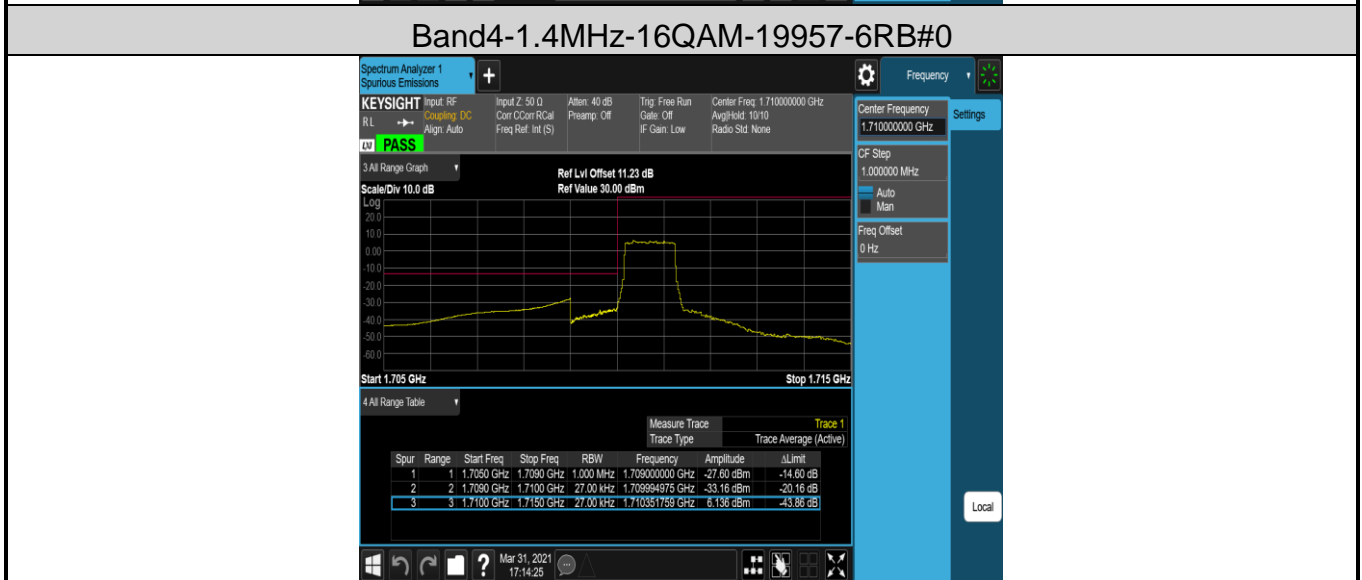 Band4-1.4MHz-16QAM-19957-6RB#0
Spectrum Analyzer 1
Spurious Emissions
+
Frequency
KEYSIGHT Input: RF Input Z: 50 Ω Atten: 40 dB Trig: Free Run Center Freq: 1.710000000 GHz
RL Coupling: DC Corr CCorr RCal Preamp: Off Gate: Off Avg|Hold: 10/10
Align: Auto Freq Ref: Int (S) IF Gain: Low Radio Std: None
LXI PASS
Center Frequency
1.710000000 GHz
Settings
CF Step
1.000000 MHz
Auto
Man
Freq Offset
0 Hz
3 All Range Graph
Ref Lvl Offset 11.23 dB
Scale/Div 10.0 dB Ref Value 30.00 dBm
Log
20.0
10.0
0.00
-10.0
-20.0
-30.0
-40.0
-50.0
-60.0
Start 1.705 GHz Stop 1.715 GHz
4 All Range Table
Measure Trace Trace 1
Trace Type Trace Average (Active)
Spur Range Start Freq Stop Freq RBW Frequency Amplitude ΔLimit
1 1 1.7050 GHz 1.7090 GHz 1.000 MHz 1.709000000 GHz -27.60 dBm -14.60 dB
2 2 1.7090 GHz 1.7100 GHz 27.00 kHz 1.709994975 GHz -33.16 dBm -20.16 dB
3 3 1.7100 GHz 1.7150 GHz 27.00 kHz 1.710351759 GHz 6.136 dBm -43.86 dB
Local
? Mar 31, 2021
17:14:25